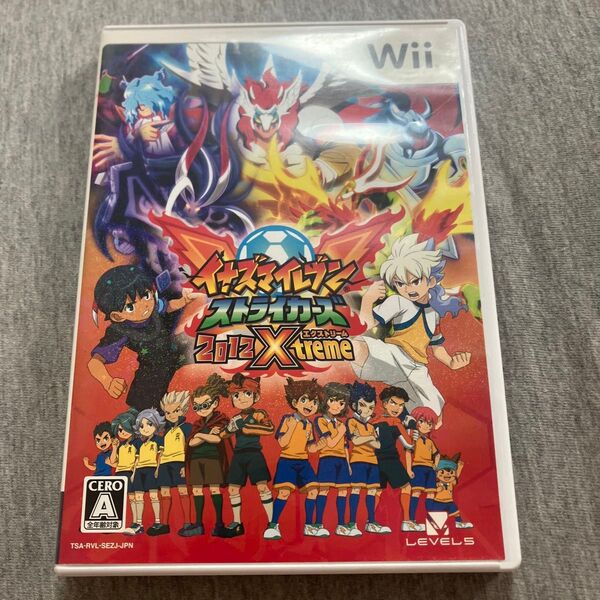 Wii
イナズマイレブン
ストライカーズ
エクストリーム
2012 Xtreme
CERO
A
全年齢対象
TSA-RVL-SEZJ-JPN
LEVEL5